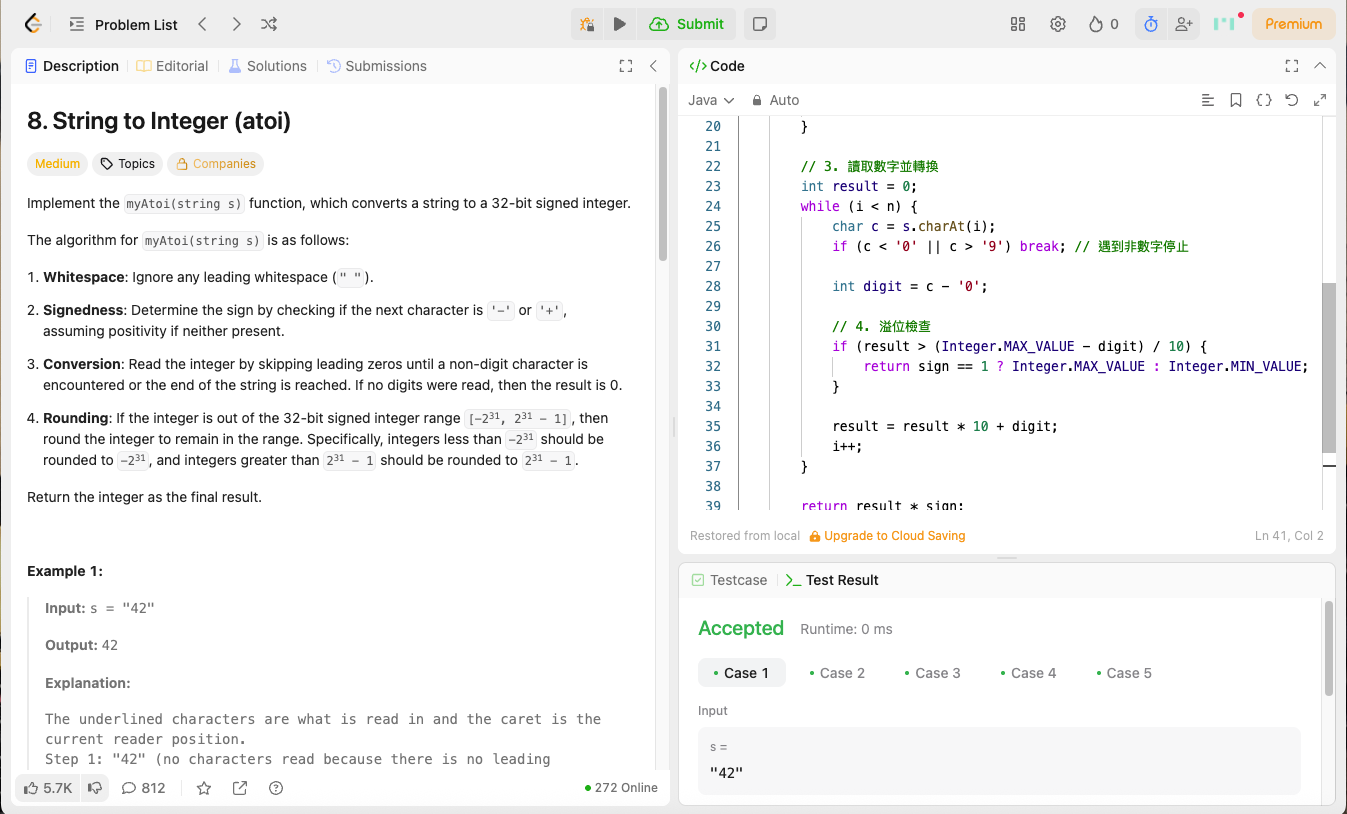 Problem List
Submit
0
Premium
Description
Editorial
Solutions
Submissions
8. String to Integer (atoi)
Medium
Topics
Companies
Implement the myAtoi(string s) function, which converts a string to a 32-bit signed integer.
The algorithm for myAtoi(string s) is as follows:
1. Whitespace: Ignore any leading whitespace (" ").
2. Signedness: Determine the sign by checking if the next character is '-' or '+',
assuming positivity if neither present.
3. Conversion: Read the integer by skipping leading zeros until a non-digit character is
encountered or the end of the string is reached. If no digits were read, then the result is 0.
4. Rounding: If the integer is out of the 32-bit signed integer range [-2³¹, 2³¹ - 1], then
round the integer to remain in the range. Specifically, integers less than -2³¹ should be
rounded to -2³¹, and integers greater than 2³¹ - 1 should be rounded to 2³¹ - 1.
Return the integer as the final result.
Example 1:
Input: s = "42"
Output: 42
Explanation:
The underlined characters are what is read in and the caret is the
current reader position.
Step 1: "42" (no characters read because there is no leading
5.7K
812
272 Online
</>Code
Java
Auto
20 }
21
22 // 3. 讀取數字並轉換
23 int result = 0;
24 while (i < n) {
25 char c = s.charAt(i);
26 if (c < '0' || c > '9') break; // 遇到非數字停止
27
28 int digit = c - '0';
29
30 // 4. 溢位檢查
31 if (result > (Integer.MAX_VALUE - digit) / 10) {
32 return sign == 1 ? Integer.MAX_VALUE : Integer.MIN_VALUE;
33 }
34
35 result = result * 10 + digit;
36 i++;
37 }
38
39 return result * sign;
Restored from local
Upgrade to Cloud Saving
Ln 41, Col 2
Testcase
Test Result
Accepted
Runtime: 0 ms
Case 1
Case 2
Case 3
Case 4
Case 5
Input
s =
"42"